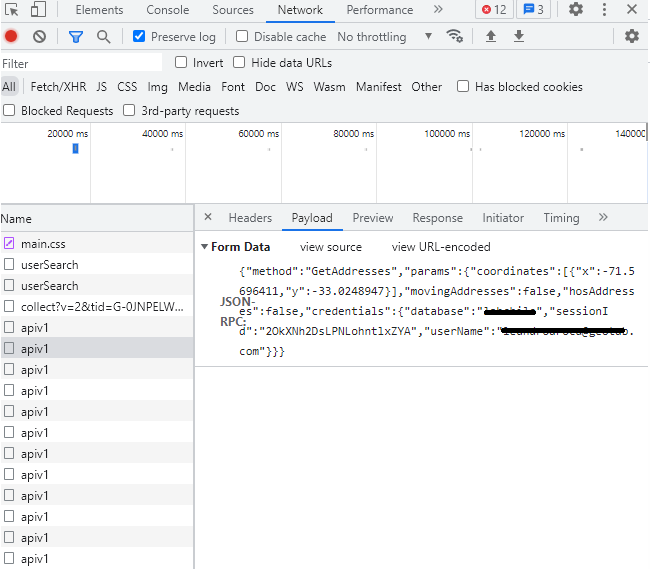 Elements Console Sources Network Performance » 12 3
Preserve log Disable cache No throttling
Filter Invert Hide data URLs
All Fetch/XHR JS CSS Img Media Font Doc WS Wasm Manifest Other Has blocked cookies
Blocked Requests 3rd-party requests
20000 ms 40000 ms 60000 ms 80000 ms 100000 ms 120000 ms 14000
Name
main.css
userSearch
userSearch
collect?v=2&tid=G-0JNPELW...
apiv1
apiv1
apiv1
apiv1
apiv1
apiv1
apiv1
apiv1
apiv1
apiv1
apiv1
apiv1
× Headers Payload Preview Response Initiator Timing »
▼ Form Data view source view URL-encoded
JSON-
RPC:
{"method":"GetAddresses","params":{"coordinates":[{"x":-71.5
696411,"y":-33.0248947}],"movingAddresses":false,"hosAddres
es":false,"credentials":{"database":" ","sessionI
d":"2OkXNh2DsLPNLohntlxZYA","userName":"
com"}}}